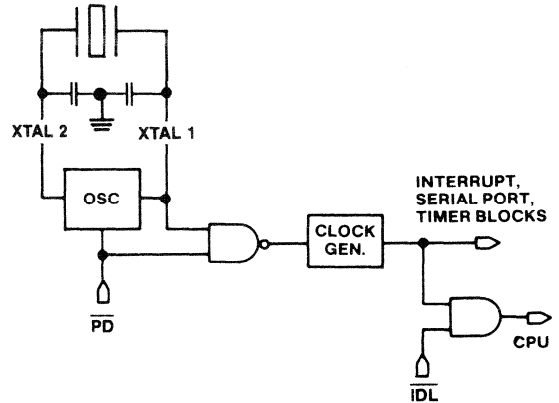 XTAL 2
XTAL 1
OSC
INTERRUPT,
SERIAL PORT,
TIMER BLOCKS
CLOCK
GEN.
PD
CPU
IDL